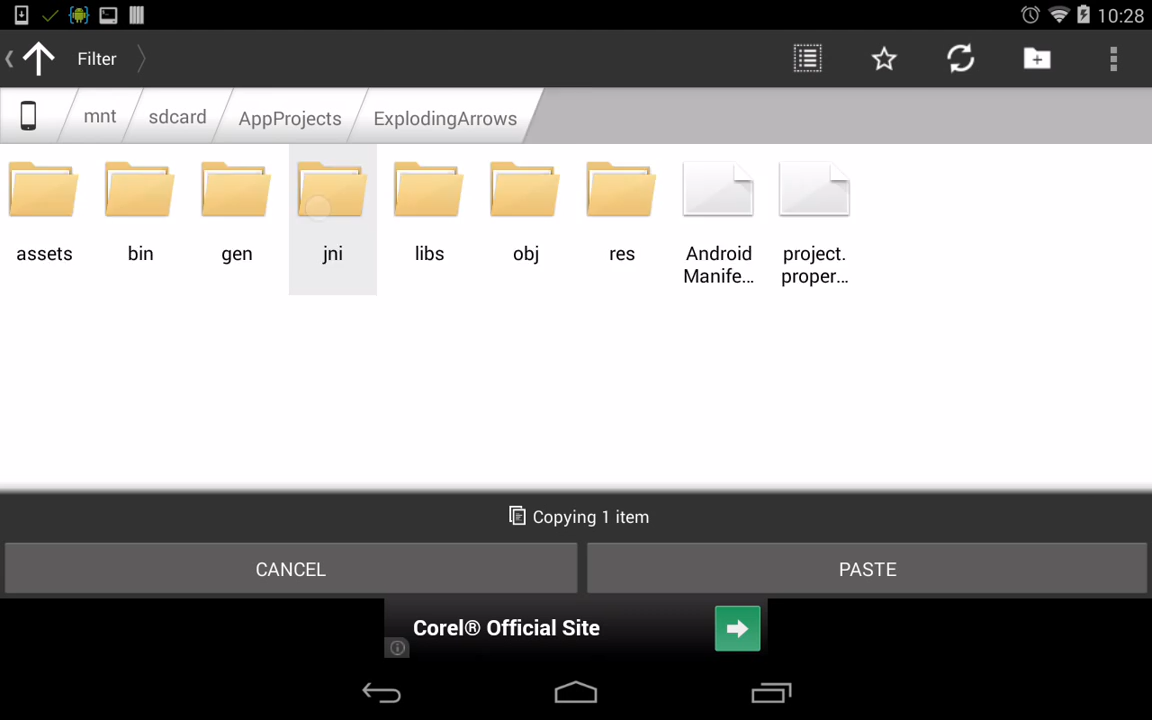 10:28
Filter
mnt
sdcard
AppProjects
ExplodingArrows
assets
bin
gen
jni
libs
obj
res
Android
Manife...
project.
proper...
Copying 1 item
CANCEL
PASTE
Corel® Official Site